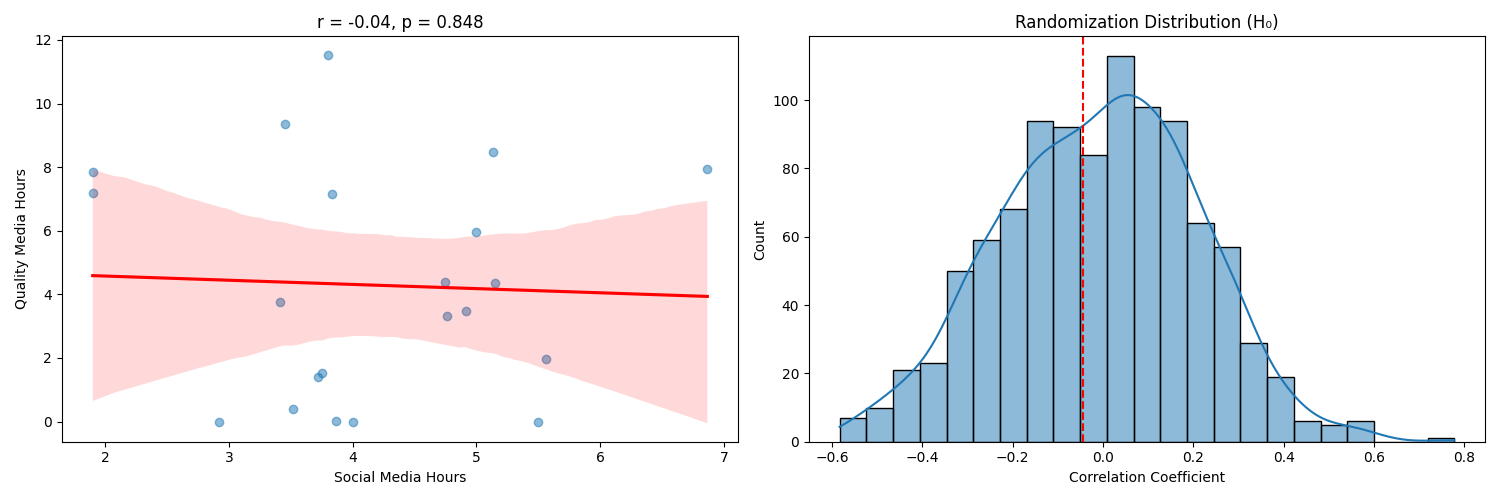 r = -0.04, p = 0.848
12
10
8
6
4
2
0
Quality Media Hours
2 3 4 5 6 7
Social Media Hours
Randomization Distribution (H₀)
100
80
60
40
20
0
Count
−0.6 −0.4 −0.2 0.0 0.2 0.4 0.6 0.8
Correlation Coefficient